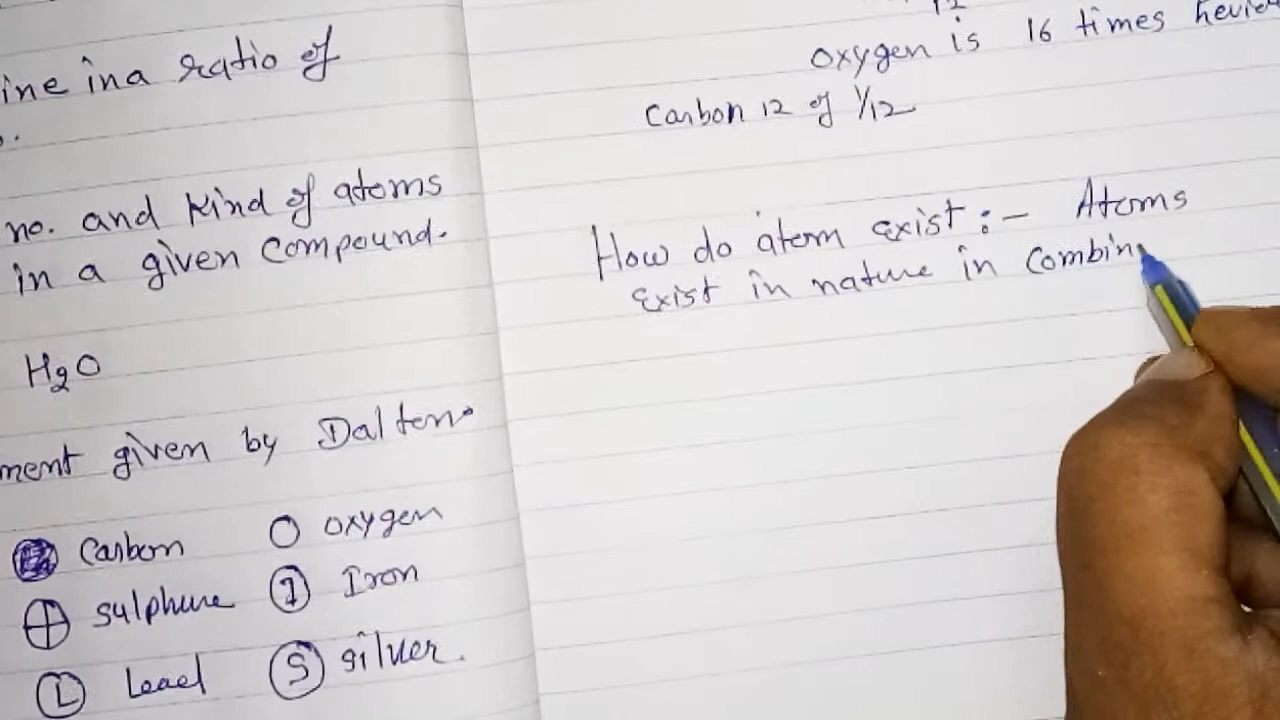 ine in a ratio of
no. and kind of atoms
in a given compound.
H2O
ment given by Dalton
Carbon O oxygen
sulphure I Iron
L Lead S silver.
12
oxygen is 16 times
Carbon 12 of 1/12
How do atom exist :- Atoms
exist in nature in Combin